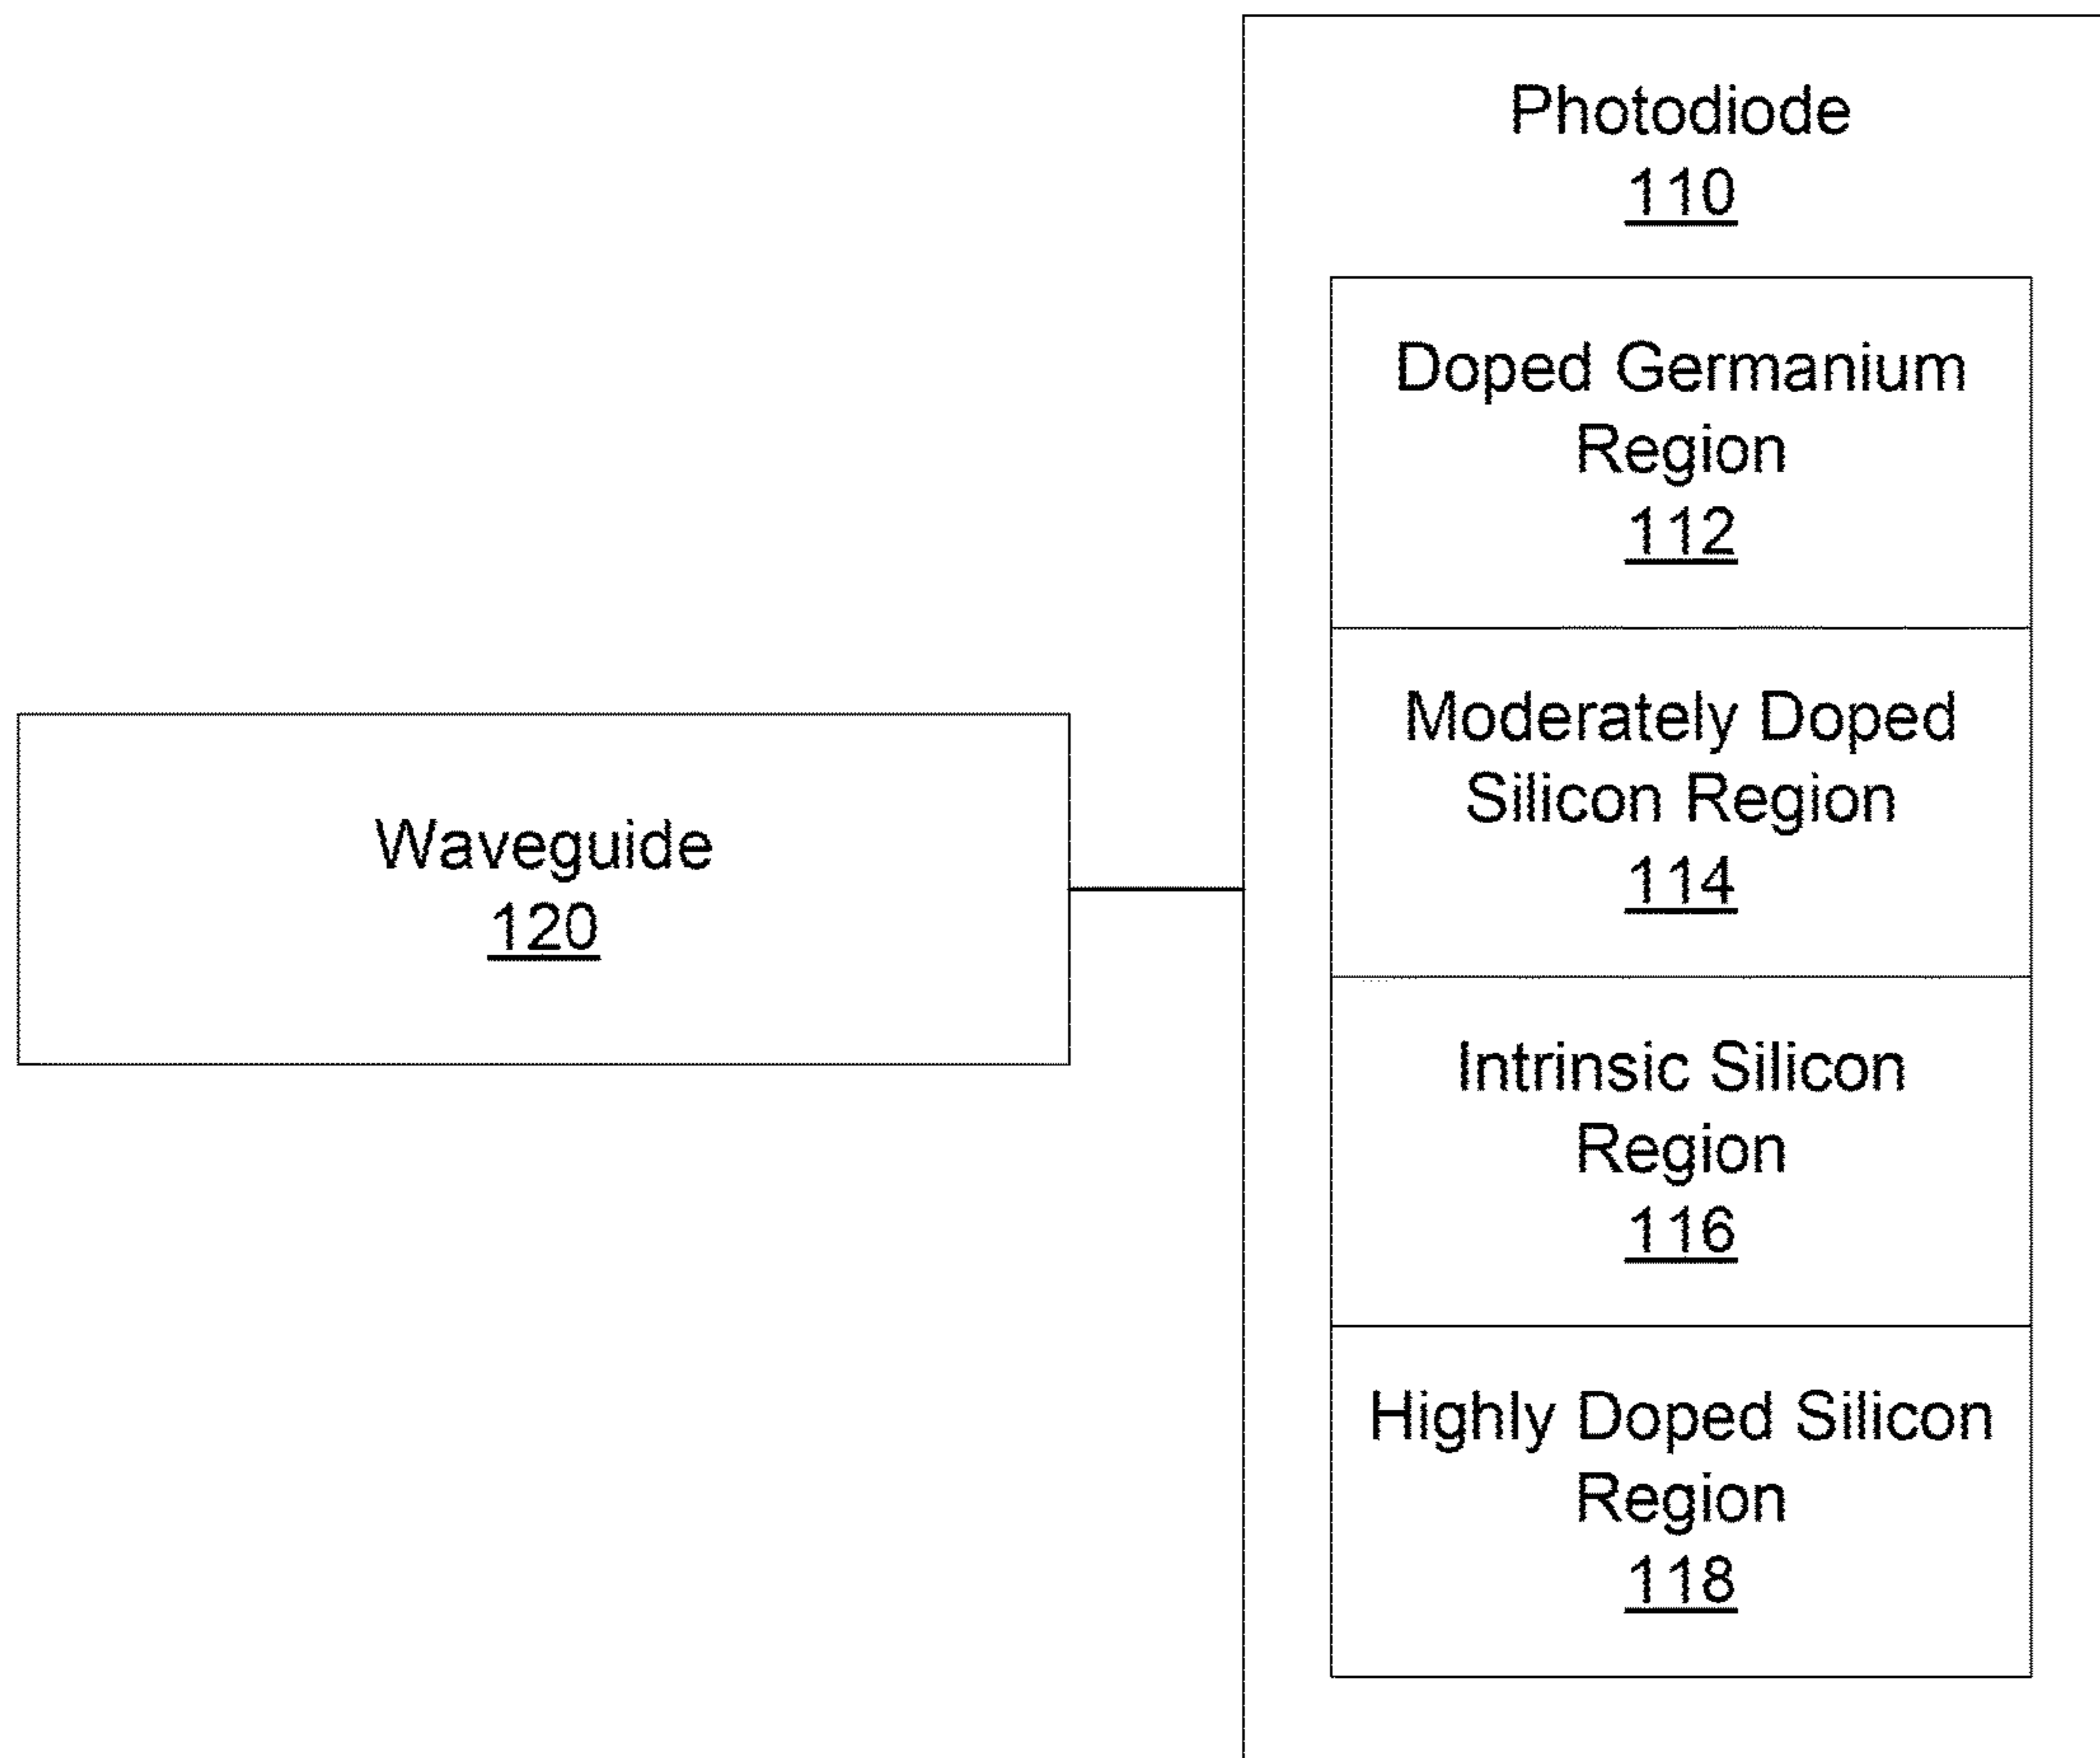 Photodiode
110
Doped Germanium
Region
112
Moderately Doped
Silicon Region
114
Waveguide
120
Intrinsic Silicon
Region
116
Highly Doped Silicon
Region
118